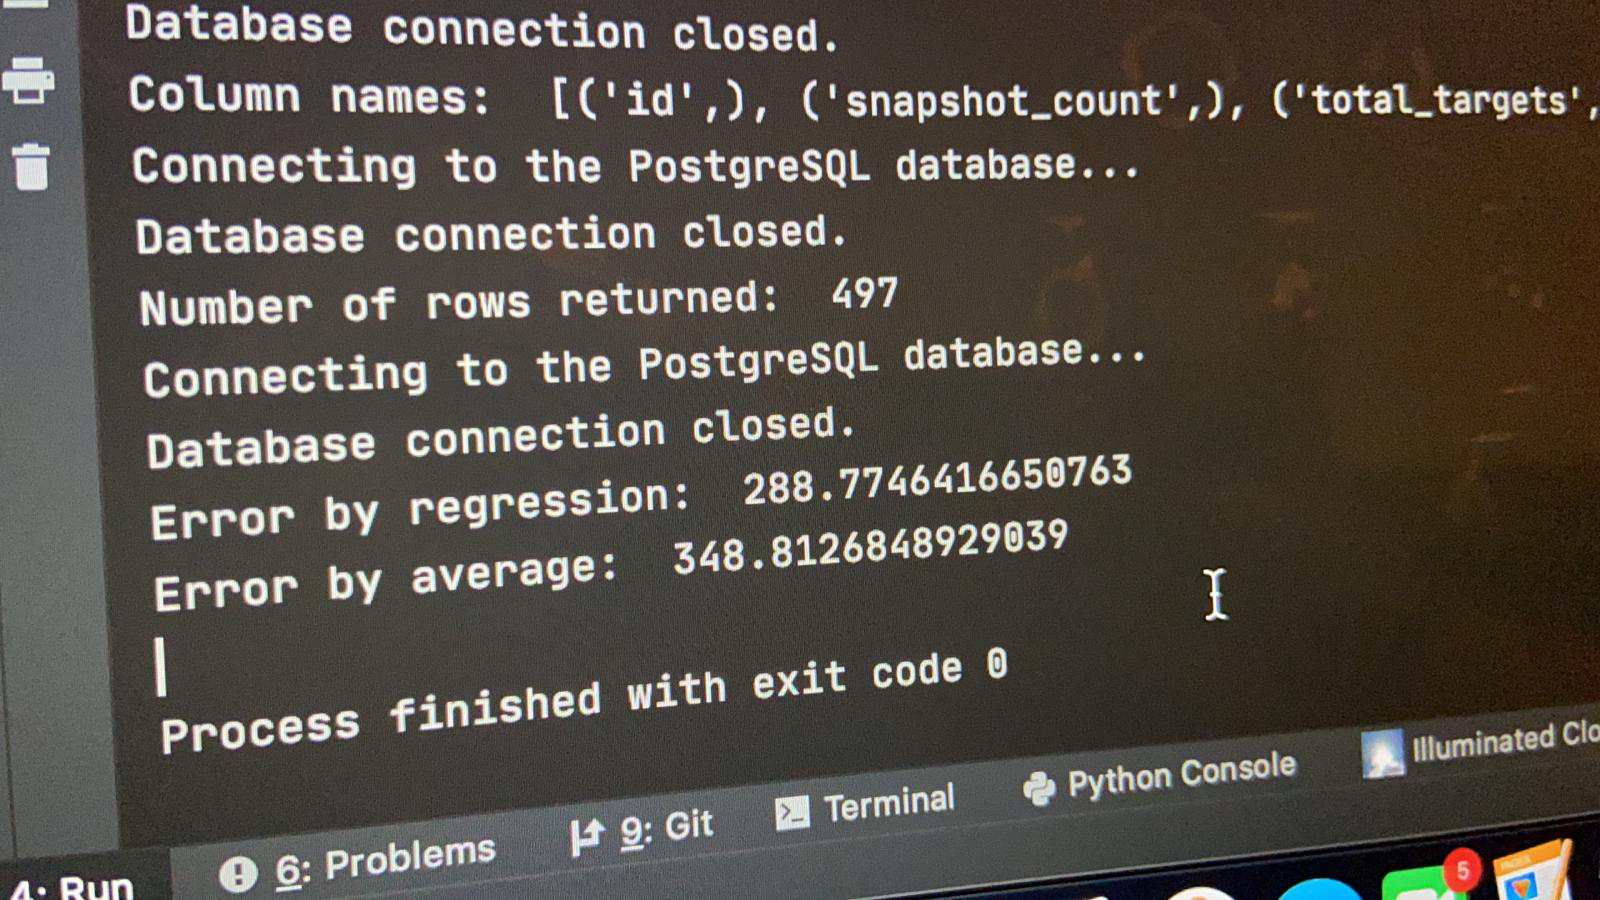 Database connection closed.
Column names:  [('id',), ('snapshot_count',), ('total_targets',
Connecting to the PostgreSQL database...
Database connection closed.
Number of rows returned:  497
Connecting to the PostgreSQL database...
Database connection closed.
Error by regression:  288.7746416650763
Error by average:  348.8126848929039
Process finished with exit code 0
4: Run
6: Problems
9: Git
Terminal
Python Console
Illuminated Clo
5